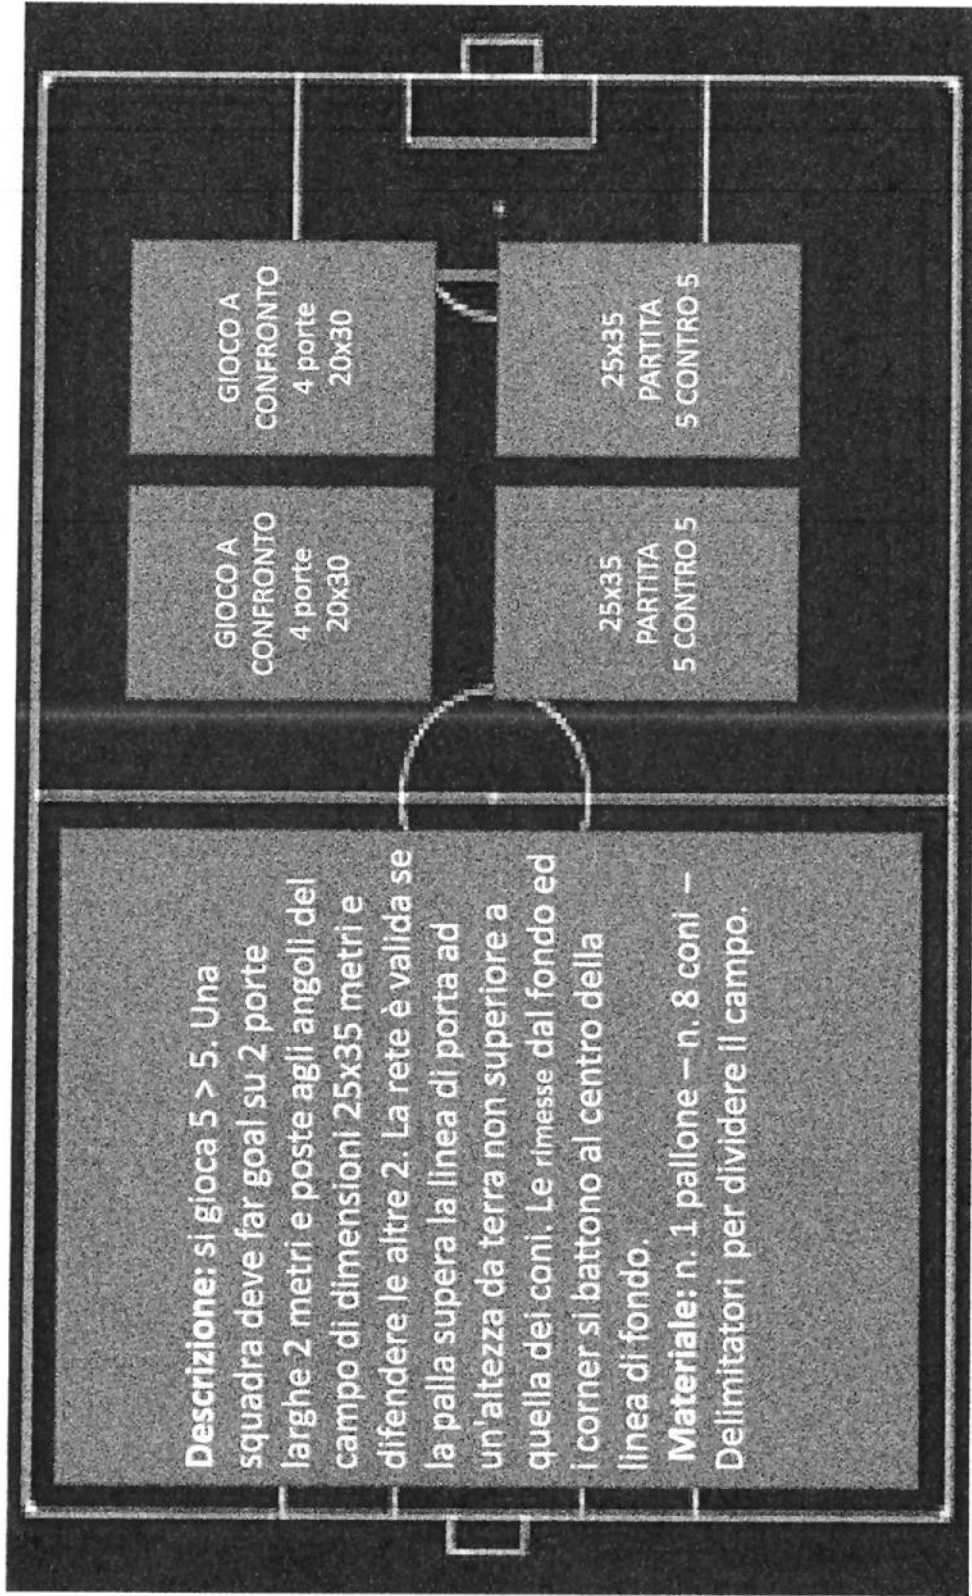 Descrizione: si gioca 5 > 5. Una
squadra deve far goal su 2 porte
larghe 2 metri e poste agli angoli del
campo di dimensioni 25x35 metri e
difendere le altre 2. La rete è valida se
la palla supera la linea di porta ad
un'altezza da terra non superiore a
quella dei coni. Le rimesse dal fondo ed
i corner si battono al centro della
linea di fondo.
Materiale: n. 1 pallone – n. 8 coni –
Delimitatori per dividere il campo.
GIOCO A
CONFRONTO
4 porte
20x30
GIOCO A
CONFRONTO
4 porte
20x30
25x35
PARTITA
5 CONTRO 5
25x35
PARTITA
5 CONTRO 5